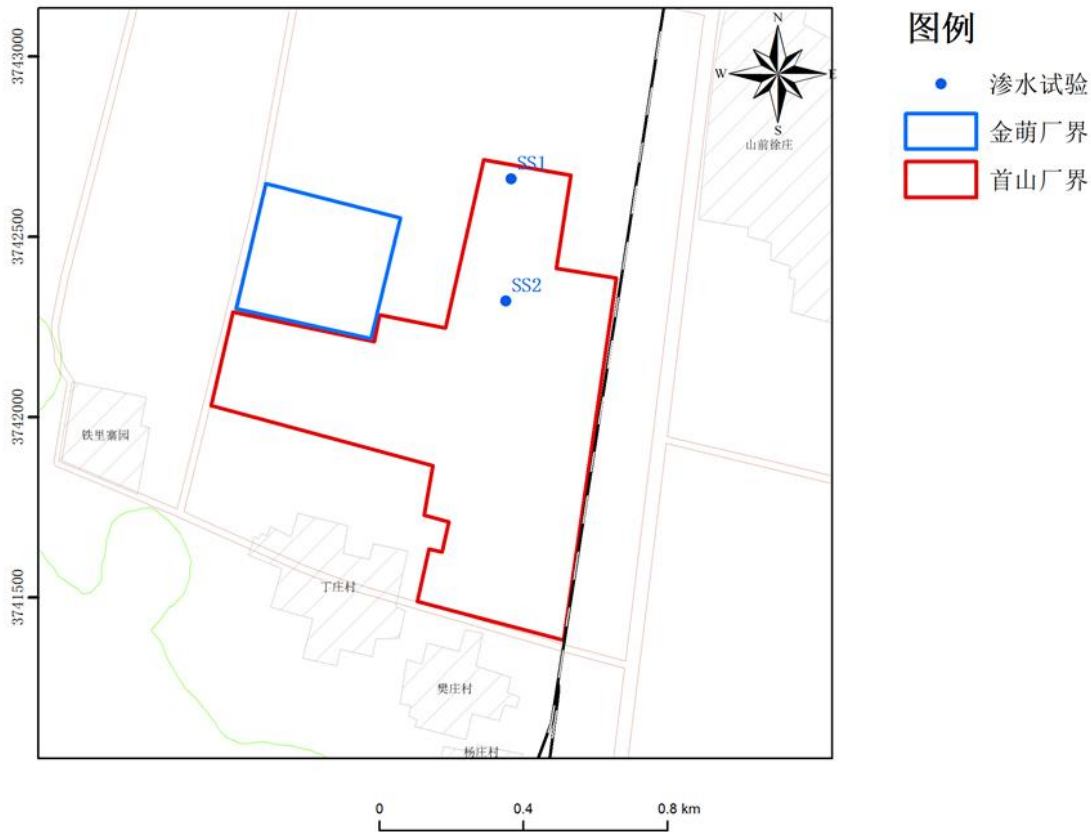 图例
渗水试验
金萌厂界
首山厂界
N
W
E
S
山前徐庄
SS1
SS2
铁里寨园
丁庄村
樊庄村
杨庄村
3743000
3742500
3742000
3741500
0 0.4 0.8 km